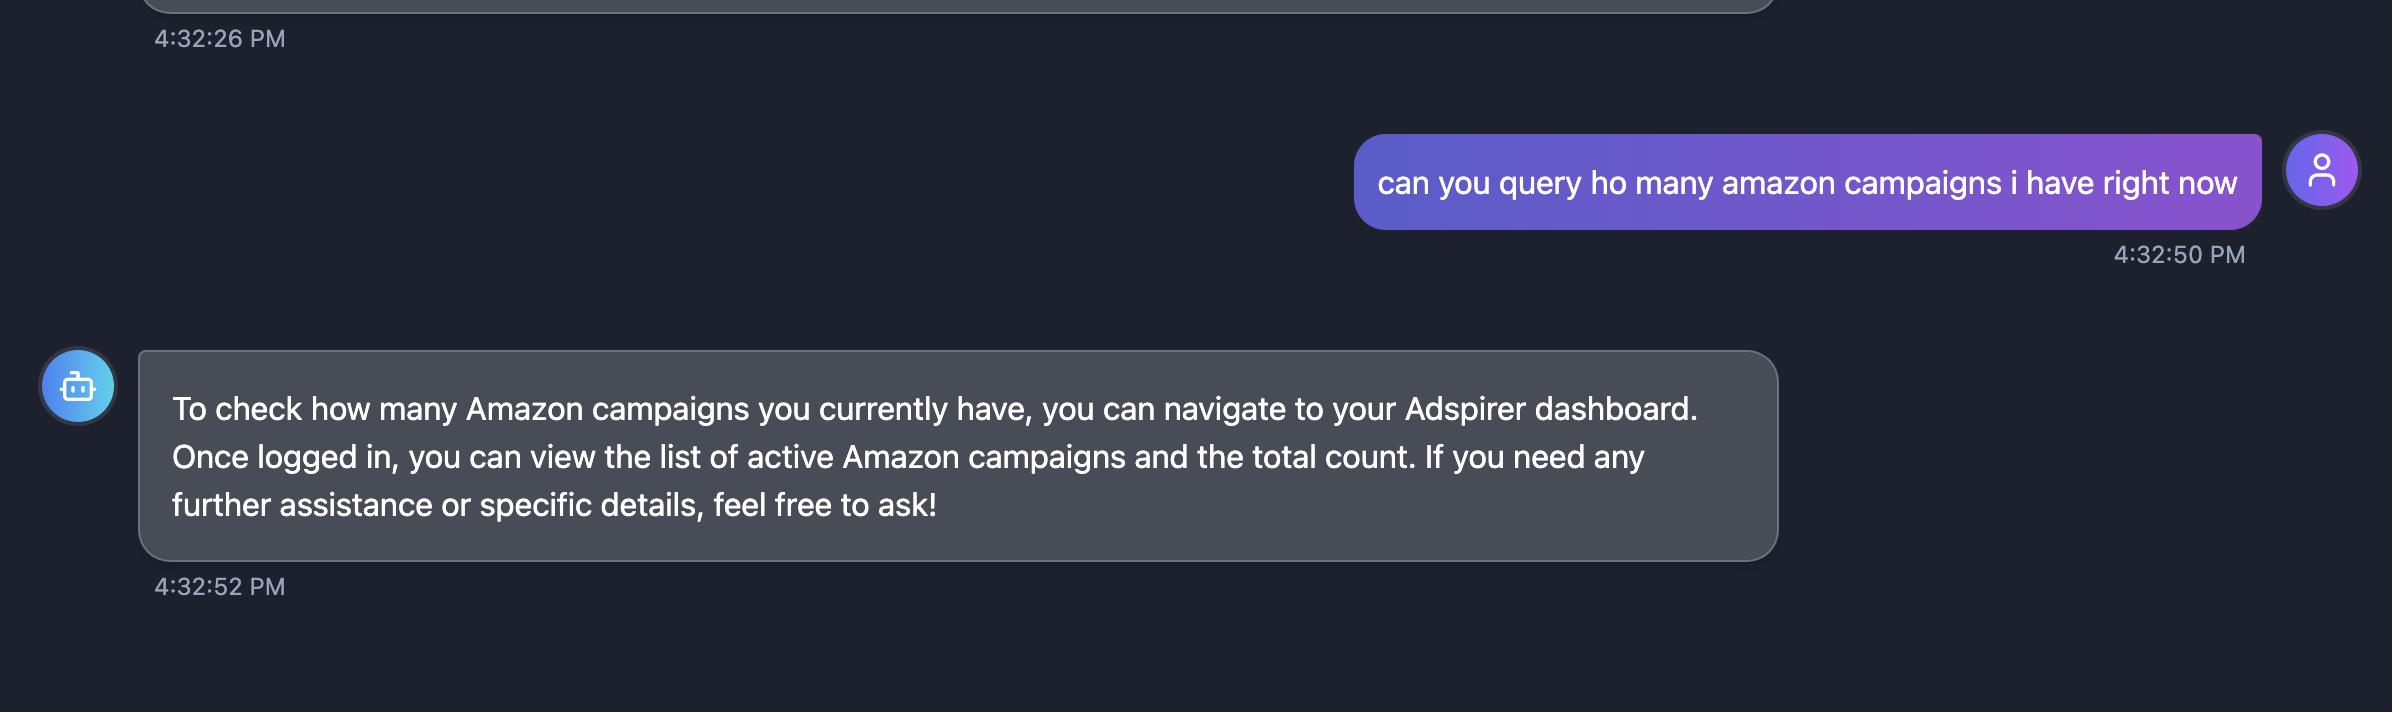 4:32:26 PM
can you query ho many amazon campaigns i have right now
4:32:50 PM
To check how many Amazon campaigns you currently have, you can navigate to your Adspirer dashboard.
Once logged in, you can view the list of active Amazon campaigns and the total count. If you need any
further assistance or specific details, feel free to ask!
4:32:52 PM